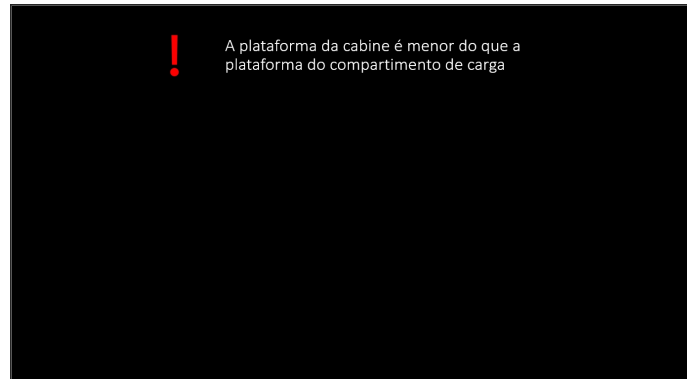 !
A plataforma da cabine é menor do que a
plataforma do compartimento de carga